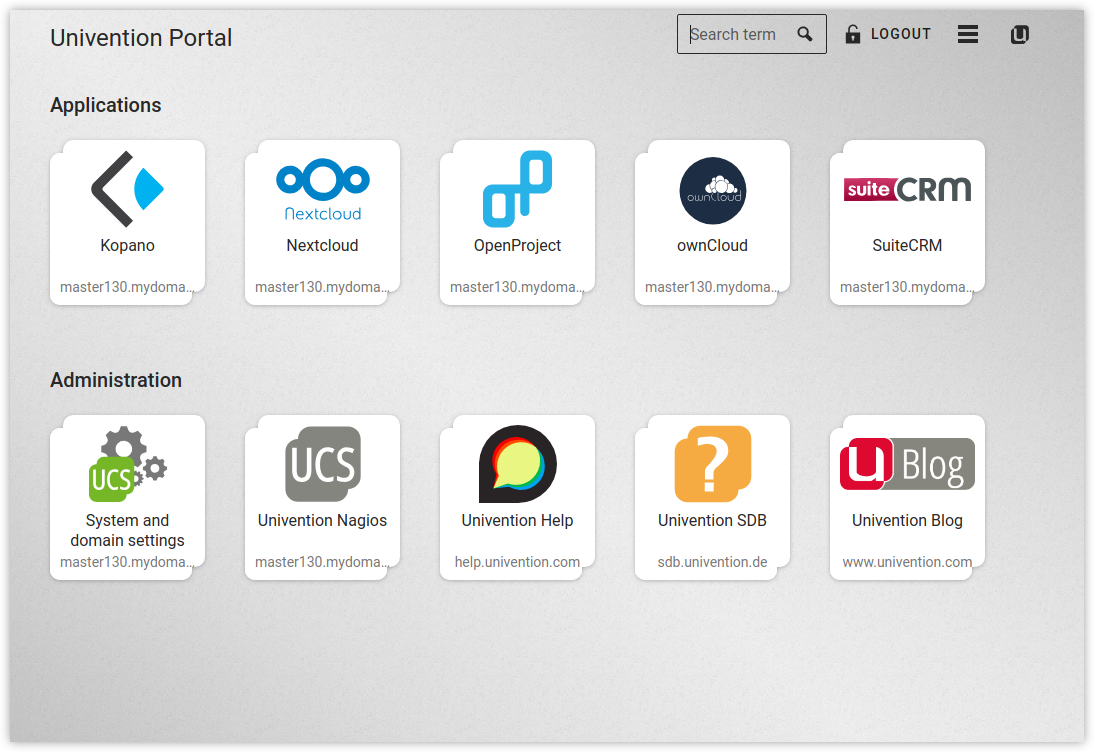 Univention Portal
Search term
LOGOUT
Applications
Nextcloud
ownCloud
suiteCRM
Kopano
Nextcloud
OpenProject
ownCloud
SuiteCRM
master130.mydoma...
master130.mydoma...
master130.mydoma...
master130.mydoma...
master130.mydoma...
Administration
UCS
UCS
?
u Blog
System and
domain settings
Univention Nagios
Univention Help
Univention SDB
Univention Blog
master130.mydoma...
master130.mydoma...
help.univention.com
sdb.univention.de
www.univention.com